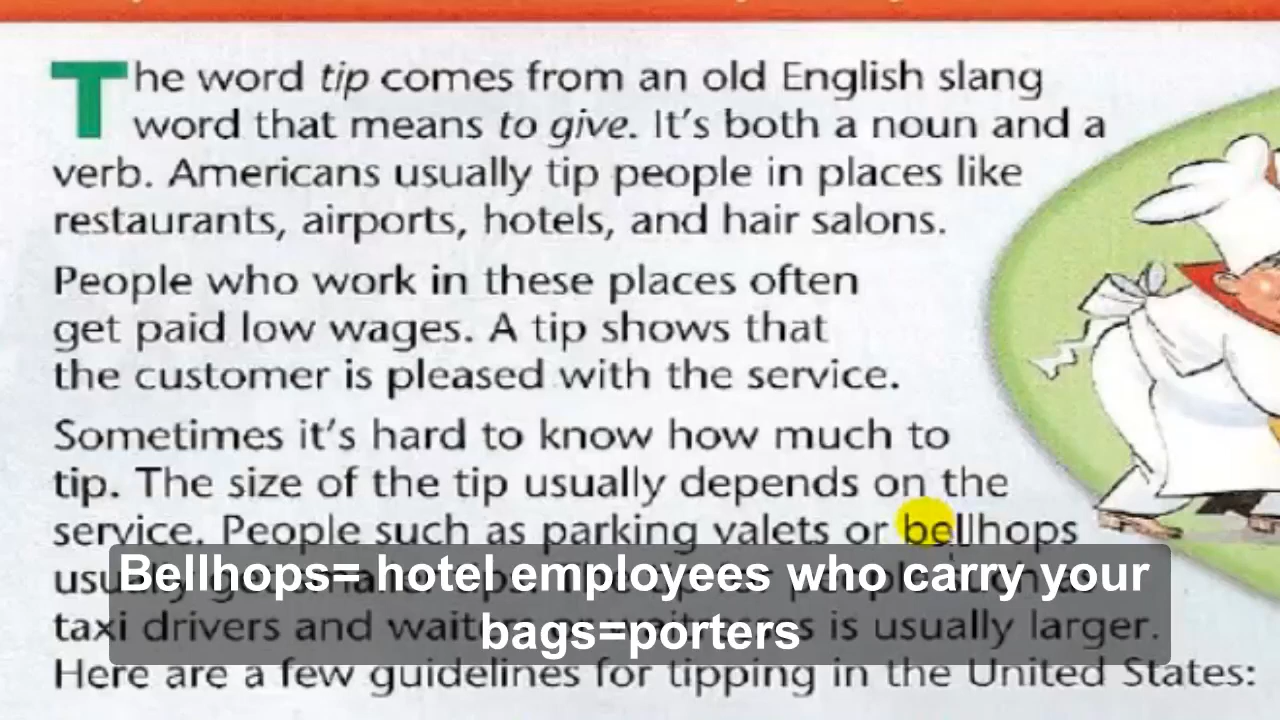 The word tip comes from an old English slang
word that means to give. It's both a noun and a
verb. Americans usually tip people in places like
restaurants, airports, hotels, and hair salons.
People who work in these places often
get paid low wages. A tip shows that
the customer is pleased with the service.
Sometimes it's hard to know how much to
tip. The size of the tip usually depends on the
service. People such as parking valets or bellhops
Bellhops= hotel employees who carry your
bags=porters
taxi drivers and is usually larger.
Here are a few guidelines for tipping in the United States: